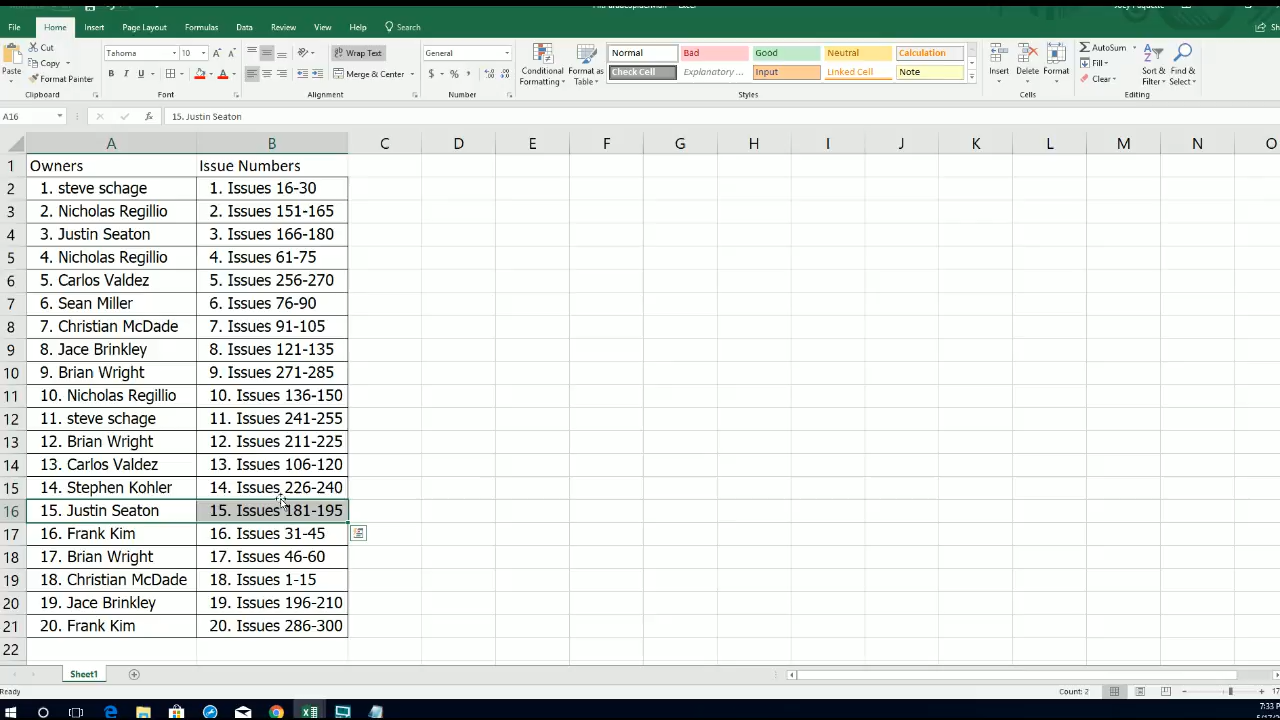 File Home Insert Page Layout Formulas Data Review View Help Search
Paste Cut Copy Format Painter Clipboard
Tahoma 10 B I U A A Font
Wrap Text Merge & Center Alignment
General $ % , Number
Conditional Formatting Format as Table
Normal Bad Good Neutral Calculation
Check Cell Explanatory ... Input Linked Cell Note
Styles
Insert Delete Format Cells
AutoSum Fill Clear Sort & Filter Find & Select Editing
A16 fx 15. Justin Seaton
A B C D E F G H I J K L M N O
1 Owners Issue Numbers
2 1. steve schage 1. Issues 16-30
3 2. Nicholas Regillio 2. Issues 151-165
4 3. Justin Seaton 3. Issues 166-180
5 4. Nicholas Regillio 4. Issues 61-75
6 5. Carlos Valdez 5. Issues 256-270
7 6. Sean Miller 6. Issues 76-90
8 7. Christian McDade 7. Issues 91-105
9 8. Jace Brinkley 8. Issues 121-135
10 9. Brian Wright 9. Issues 271-285
11 10. Nicholas Regillio 10. Issues 136-150
12 11. steve schage 11. Issues 241-255
13 12. Brian Wright 12. Issues 211-225
14 13. Carlos Valdez 13. Issues 106-120
15 14. Stephen Kohler 14. Issues 226-240
16 15. Justin Seaton 15. Issues 181-195
17 16. Frank Kim 16. Issues 31-45
18 17. Brian Wright 17. Issues 46-60
19 18. Christian McDade 18. Issues 1-15
20 19. Jace Brinkley 19. Issues 196-210
21 20. Frank Kim 20. Issues 286-300
22
Sheet1
Ready Count: 2
7:33 PM